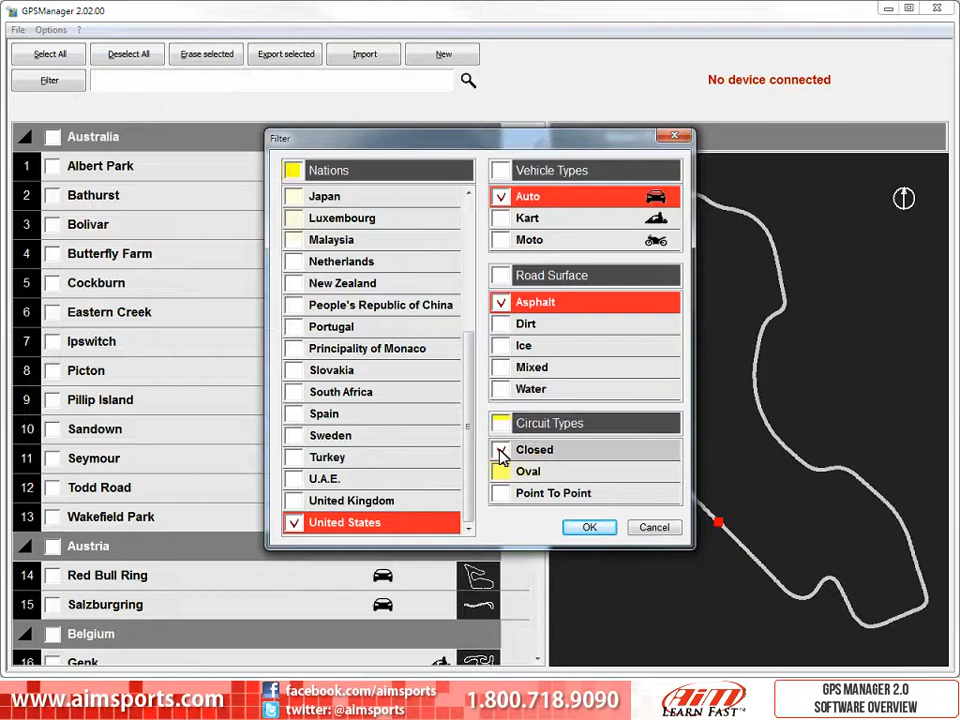 GPSManager 2.02.00
File Options ?
Select All Deselect All Erase selected Export selected Import New
Filter
No device connected
Australia
1 Albert Park
2 Bathurst
3 Bolivar
4 Butterfly Farm
5 Cockburn
6 Eastern Creek
7 Ipswitch
8 Picton
9 Pillip Island
10 Sandown
11 Seymour
12 Todd Road
13 Wakefield Park
Austria
14 Red Bull Ring
15 Salzburgring
Belgium
16 Genk
Filter
Nations
Japan
Luxembourg
Malaysia
Netherlands
New Zealand
People's Republic of China
Portugal
Principality of Monaco
Slovakia
South Africa
Spain
Sweden
Turkey
U.A.E.
United Kingdom
United States
Vehicle Types
Auto
Kart
Moto
Road Surface
Asphalt
Dirt
Ice
Mixed
Water
Circuit Types
Closed
Oval
Point To Point
OK Cancel
www.aimsports.com
facebook.com/aimsports
twitter: @aimsports
1.800.718.9090
AiM
LEARN FAST
GPS MANAGER 2.0
SOFTWARE OVERVIEW